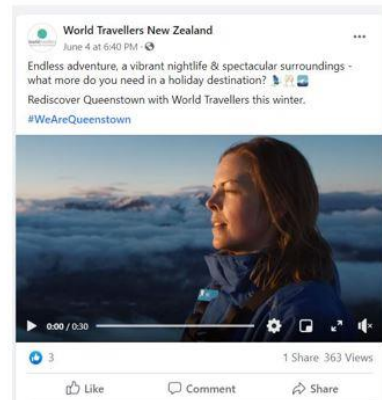 World Travellers New Zealand
June 4 at 6:40 PM ·
Endless adventure, a vibrant nightlife & spectacular surroundings -
what more do you need in a holiday destination?
Rediscover Queenstown with World Travellers this winter.
#WeAreQueenstown
0:00 / 0:30
3
1 Share 363 Views
Like Comment Share